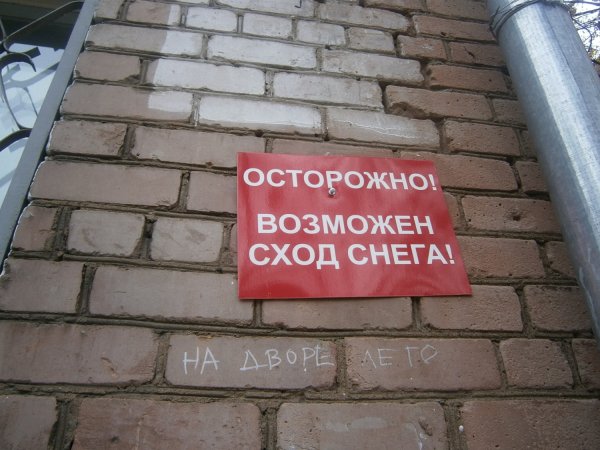 ОСТОРОЖНО!
ВОЗМОЖЕН
СХОД СНЕГА!
НА ДВОРЕ ЛЕТО